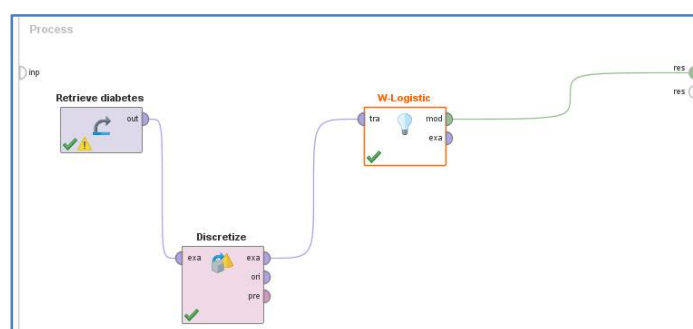 Process
inp
res
res
Retrieve diabetes
out
W-Logistic
tra
mod
exa
Discretize
exa
exa
ori
pre